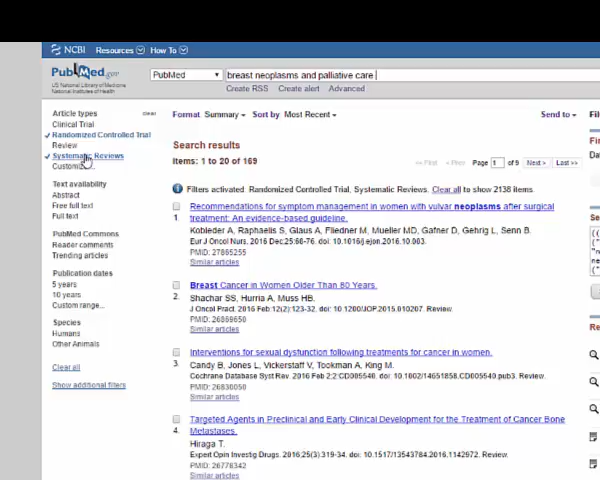 NCBI Resources How To
PubMed.gov
US National Library of Medicine
National Institutes of Health
PubMed
breast neoplasms and palliative care
Create RSS Create alert Advanced
Article types clear
Clinical Trial
Randomized Controlled Trial
Review
Systematic Reviews
Customize...
Text availability
Abstract
Free full text
Full text
PubMed Commons
Reader comments
Trending articles
Publication dates
5 years
10 years
Custom range...
Species
Humans
Other Animals
Clear all
Show additional filters
Format Summary Sort by Most Recent Send to
Search results
Items: 1 to 20 of 169
<< First < Prev Page 1 of 9 Next > Last >>
Filters activated: Randomized Controlled Trial, Systematic Reviews. Clear all to show 2138 items.
Recommendations for symptom management in women with vulvar neoplasms after surgical
1. treatment: An evidence-based guideline.
Kobleder A, Raphaelis S, Glaus A, Fliedner M, Mueller MD, Gafner D, Gehrig L, Senn B.
Eur J Oncol Nurs. 2016 Dec;25:68-76. doi: 10.1016/j.ejon.2016.10.003.
PMID: 27865255
Similar articles
Breast Cancer in Women Older Than 80 Years.
2. Shachar SS, Hurria A, Muss HB.
J Oncol Pract. 2016 Feb;12(2):123-32. doi: 10.1200/JOP.2015.010207. Review.
PMID: 26869650
Similar articles
Interventions for sexual dysfunction following treatments for cancer in women.
3. Candy B, Jones L, Vickerstaff V, Tookman A, King M.
Cochrane Database Syst Rev. 2016 Feb 2;2:CD005540. doi: 10.1002/14651858.CD005540.pub3. Review.
PMID: 26830050
Similar articles
Targeted Agents in Preclinical and Early Clinical Development for the Treatment of Cancer Bone
4. Metastases.
Hiraga T.
Expert Opin Investig Drugs. 2016;25(3):319-34. doi: 10.1517/13543784.2016.1142972. Review.
PMID: 26778342
Similar articles